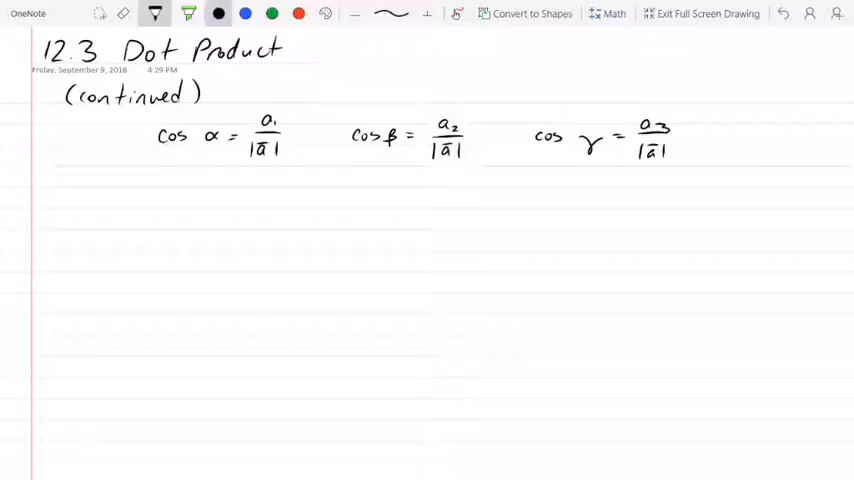 OneNote
Convert to Shapes
Math
Exit Full Screen Drawing
12.3 Dot Product
Friday, September 9, 2016 4:29 PM
(continued)
cos α = a₁/|a̅| cos β = a₂/|a̅| cos γ = a₃/|a̅|